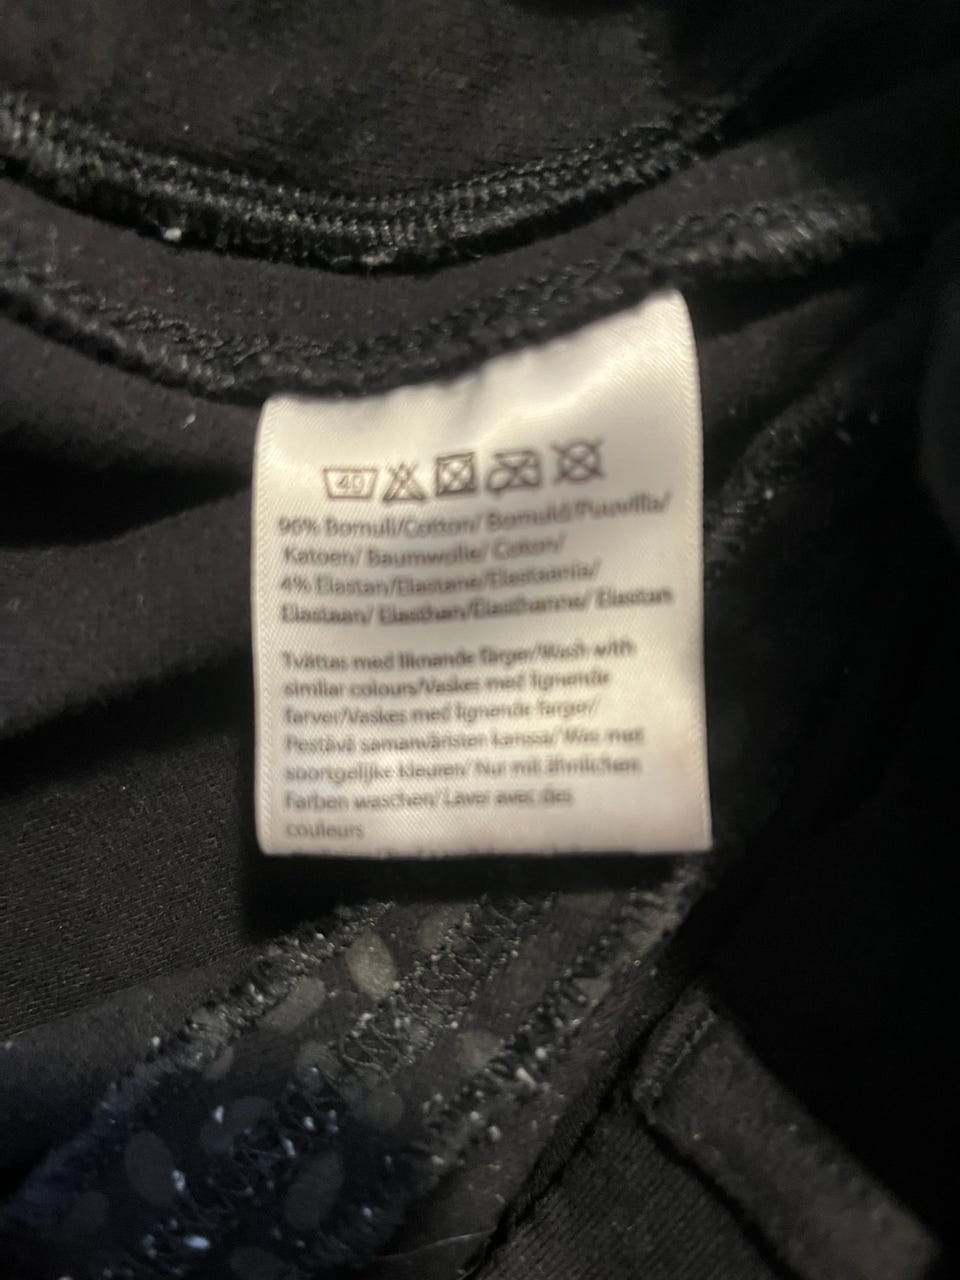 40
96% Bomull/Cotton/ Bomuld/Puuvilla/
Katoen/ Baumwolle/ Coton/
4% Elastan/Elastane/Elastaania/
Elastaan/ Elasthan/Elasthanne/ Elastan
Tvättas med liknande färger/Wash with
similar colours/Vaskes med lignende
farver/Vaskes med lignende farger/
Pestävä samanväristen kanssa/ Was met
soortgelijke kleuren/ Nur mit ähnlichen
Farben waschen/ Laver avec des
couleurs